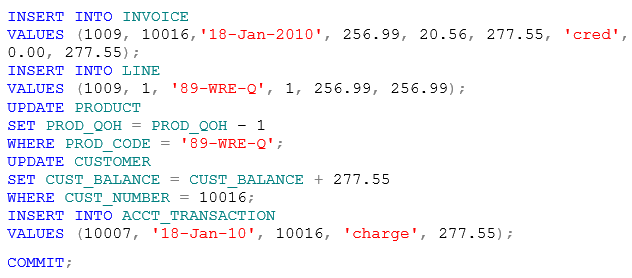 INSERT INTO INVOICE
VALUES (1009, 10016,'18-Jan-2010', 256.99, 20.56, 277.55, 'cred',
0.00, 277.55);
INSERT INTO LINE
VALUES (1009, 1, '89-WRE-Q', 1, 256.99, 256.99);
UPDATE PRODUCT
SET PROD_QOH = PROD_QOH – 1
WHERE PROD_CODE = '89-WRE-Q';
UPDATE CUSTOMER
SET CUST_BALANCE = CUST_BALANCE + 277.55
WHERE CUST_NUMBER = 10016;
INSERT INTO ACCT_TRANSACTION
VALUES (10007, '18-Jan-10', 10016, 'charge', 277.55);
COMMIT;